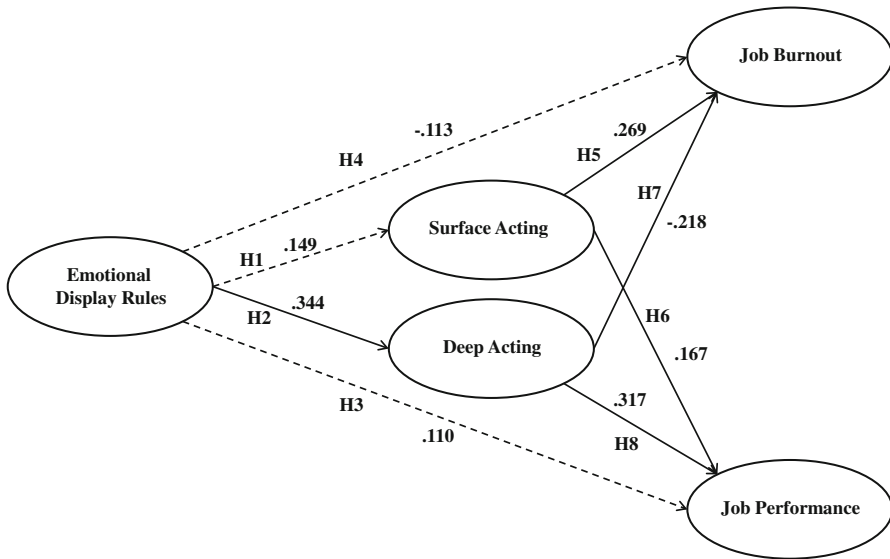 Job Burnout
-.113
.269
H4
H5
H7
Surface Acting
-.218
.149
H1
Emotional
Display Rules
.344
H2
H6
Deep Acting
.167
.317
H3
.110
H8
Job Performance